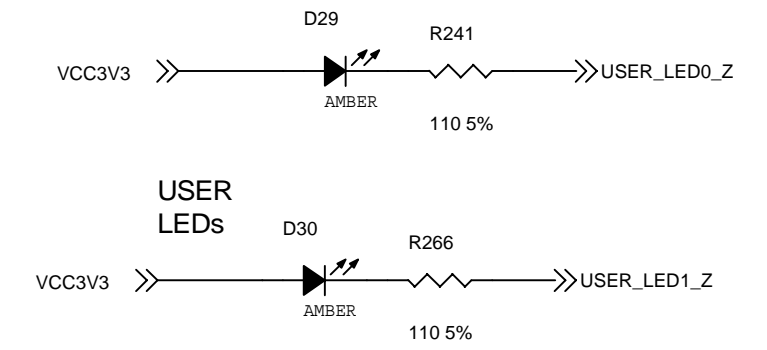 D29
R241
VCC3V3
USER_LED0_Z
AMBER
110 5%
USER
LEDs
D30
R266
VCC3V3
USER_LED1_Z
AMBER
110 5%